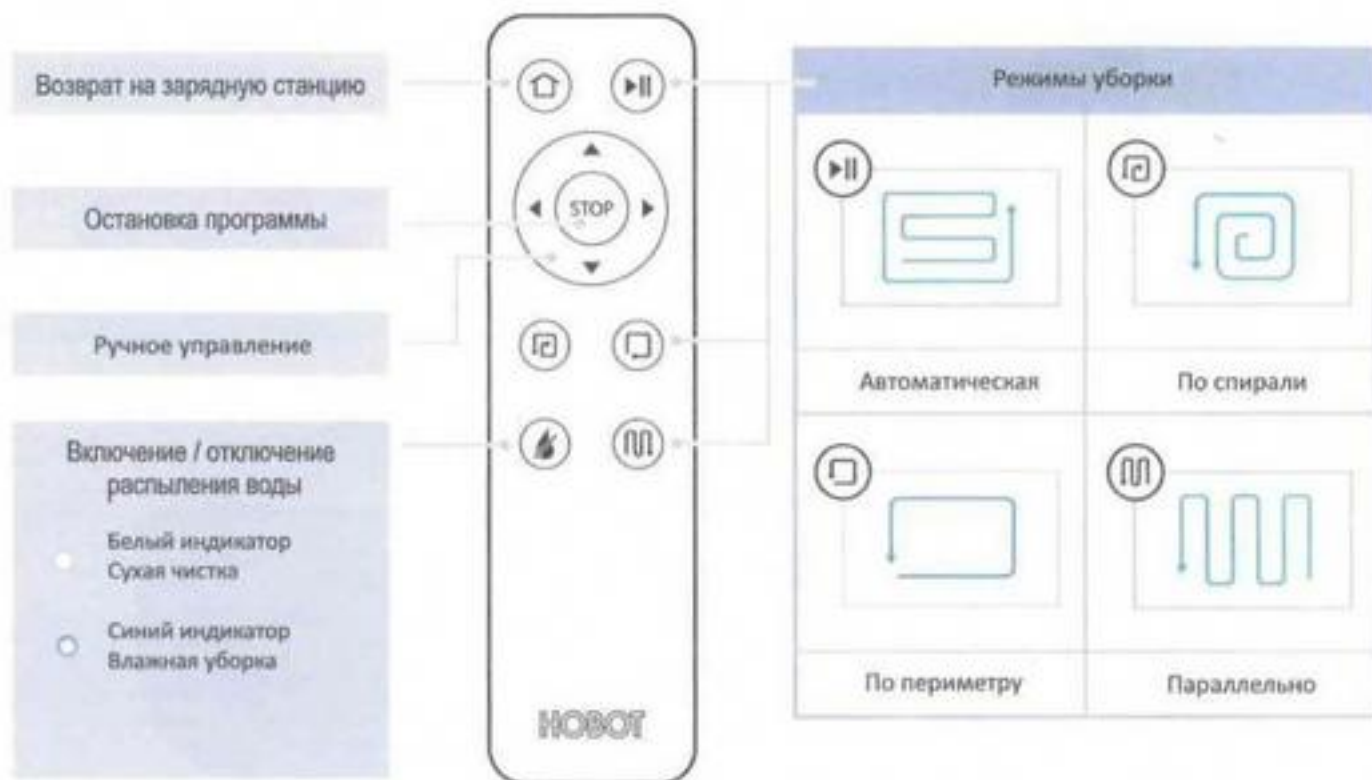 Возврат на зарядную станцию
Остановка программы
Ручное управление
Включение / отключение
распыления воды
Белый индикатор
Сухая чистка
Синий индикатор
Влажная уборка
STOP
HOBOT
Режимы уборки
Автоматическая
По спирали
По периметру
Параллельно